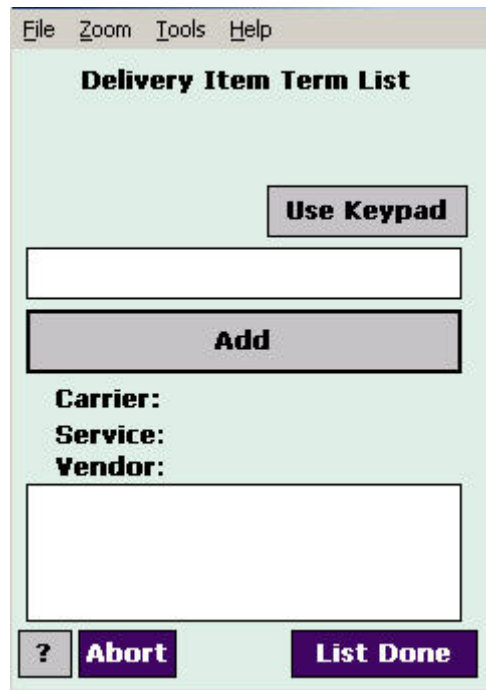 File Zoom Tools Help
Delivery Item Term List
Use Keypad
Add
Carrier:
Service:
Vendor:
? Abort List Done